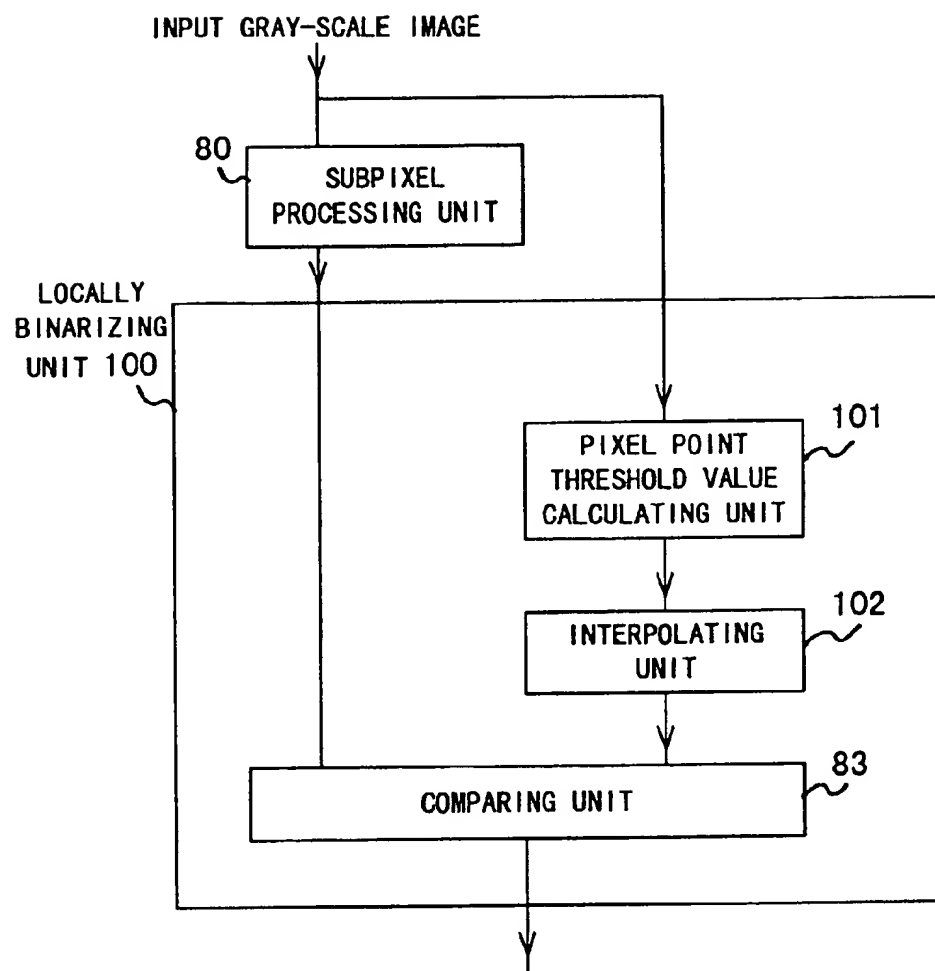 INPUT GRAY-SCALE IMAGE
80
SUBPIXEL
PROCESSING UNIT
LOCALLY
BINARIZING
UNIT 100
101
PIXEL POINT
THRESHOLD VALUE
CALCULATING UNIT
102
INTERPOLATING
UNIT
83
COMPARING UNIT